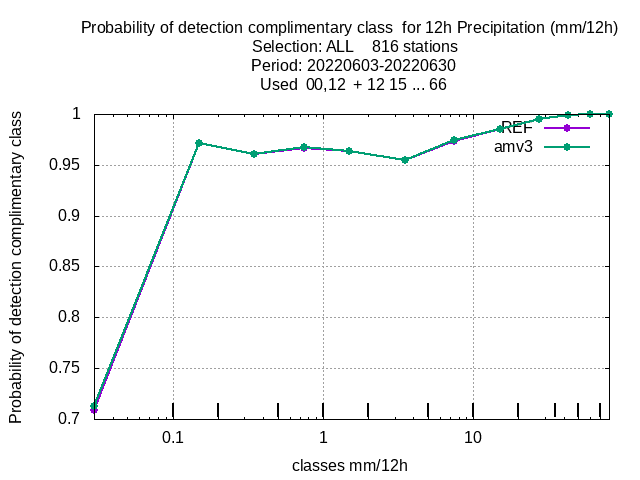 Probability of detection complimentary class  for 12h Precipitation (mm/12h)
Selection: ALL    816 stations
Period: 20220603-20220630
Used  00,12  + 12 15 ... 66
Probability of detection complimentary class
1
0.95
0.9
0.85
0.8
0.75
0.7
REF
amv3
0.1
1
10
classes mm/12h